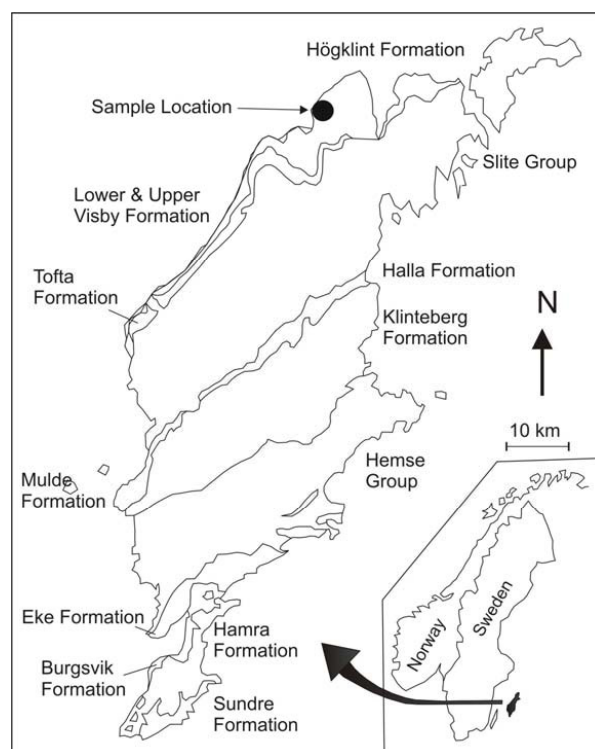 Högklint Formation
Sample Location
Slite Group
Lower & Upper
Visby Formation
Halla Formation
Tofta
Formation
Klinteberg
Formation
N
10 km
Hemse
Group
Mulde
Formation
Eke Formation
Hamra
Formation
Burgsvik
Formation
Sundre
Formation
Norway
Sweden